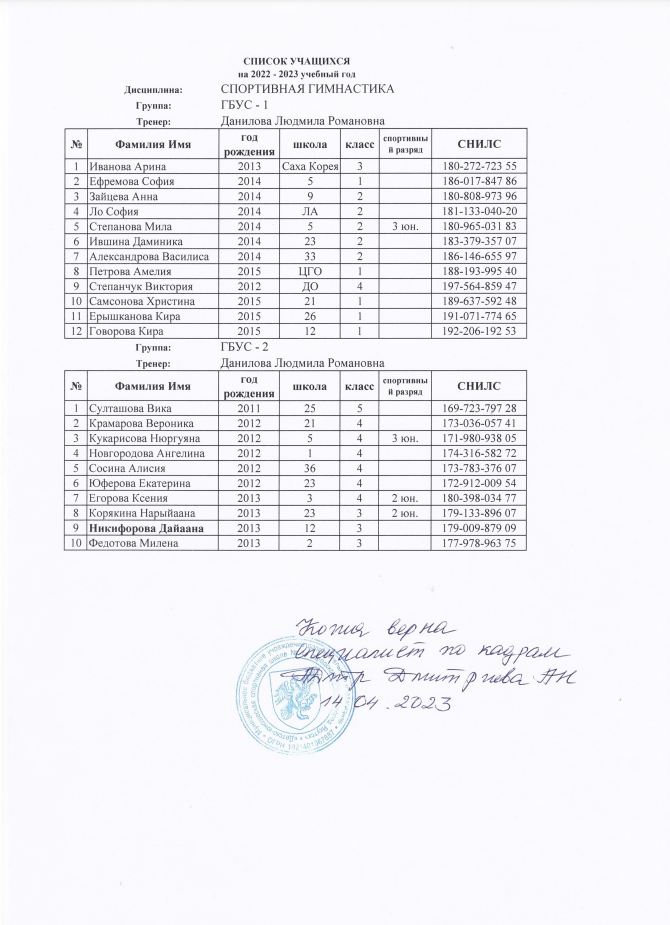 СПИСОК УЧАЩИХСЯ
на 2022 - 2023 учебный год
Дисциплина: СПОРТИВНАЯ ГИМНАСТИКА
Группа: ГБУС - 1
Тренер: Данилова Людмила Романовна
№ Фамилия Имя год рождения школа класс спортивны й разряд СНИЛС
1 Иванова Арина 2013 Саха Корея 3 180-272-723 55
2 Ефремова София 2014 5 1 186-017-847 86
3 Зайцева Анна 2014 9 2 180-808-973 96
4 Ло София 2014 ЛА 2 181-133-040-20
5 Степанова Мила 2014 5 2 3 юн. 180-965-031 83
6 Ившина Даминика 2014 23 2 183-379-357 07
7 Александрова Василиса 2014 33 2 186-146-655 97
8 Петрова Амелия 2015 ЦГО 1 188-193-995 40
9 Степанчук Виктория 2012 ДО 4 197-564-859 47
10 Самсонова Христина 2015 21 1 189-637-592 48
11 Ерышканова Кира 2015 26 1 191-071-774 65
12 Говорова Кира 2015 12 1 192-206-192 53
Группа: ГБУС - 2
Тренер: Данилова Людмила Романовна
№ Фамилия Имя год рождения школа класс спортивны й разряд СНИЛС
1 Султашова Вика 2011 25 5 169-723-797 28
2 Крамарова Вероника 2012 21 4 173-036-057 41
3 Кукарисова Нюргуяна 2012 5 4 3 юн. 171-980-938 05
4 Новгородова Ангелина 2012 1 4 174-316-582 72
5 Сосина Алисия 2012 36 4 173-783-376 07
6 Юферова Екатерина 2012 23 4 172-912-009 54
7 Егорова Ксения 2013 3 4 2 юн. 180-398-034 77
8 Корякина Нарыйаана 2013 23 3 2 юн. 179-133-896 07
9 Никифорова Дайаана 2013 12 3 179-009-879 09
10 Федотова Милена 2013 2 3 177-978-963 75
Копия верна
специалист по кадрам
Дмитриева АН
14 04.2023